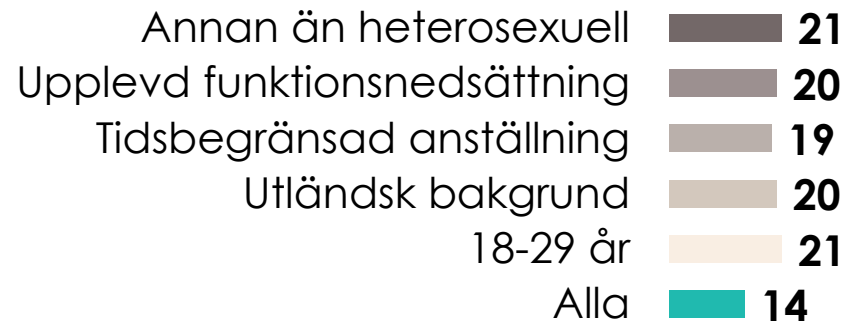 Annan än heterosexuell 21
Upplevd funktionsnedsättning 20
Tidsbegränsad anställning 19
Utländsk bakgrund 20
18-29 år 21
Alla 14